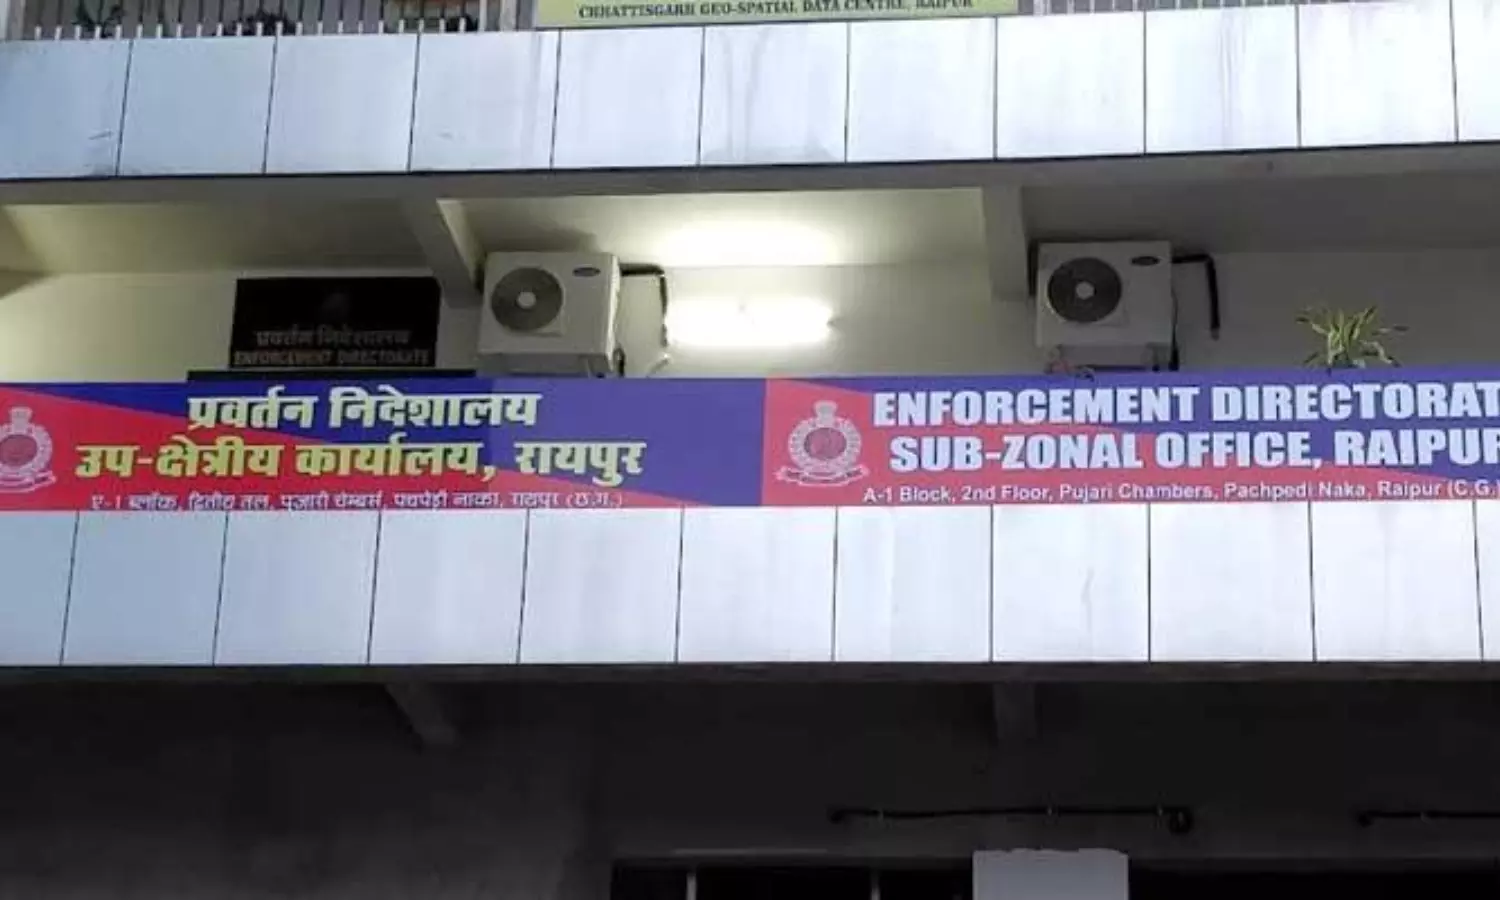 CHHATTISGARH GEO-SPATIAL DATA CENTRE, RAIPUR
प्रवर्तन निदेशालय
ENFORCEMENT DIRECTORATE
प्रवर्तन निदेशालय
उप-क्षेत्रीय कार्यालय, रायपुर
ए-1 ब्लॉक, द्वितीय तल, पुजारी चेम्बर्स, पचपेड़ी नाका, रायपुर (छ.ग.)
ENFORCEMENT DIRECTORAT
SUB-ZONAL OFFICE, RAIPUR
A-1 Block, 2nd Floor, Pujari Chambers, Pachpedi Naka, Raipur (C.G.)